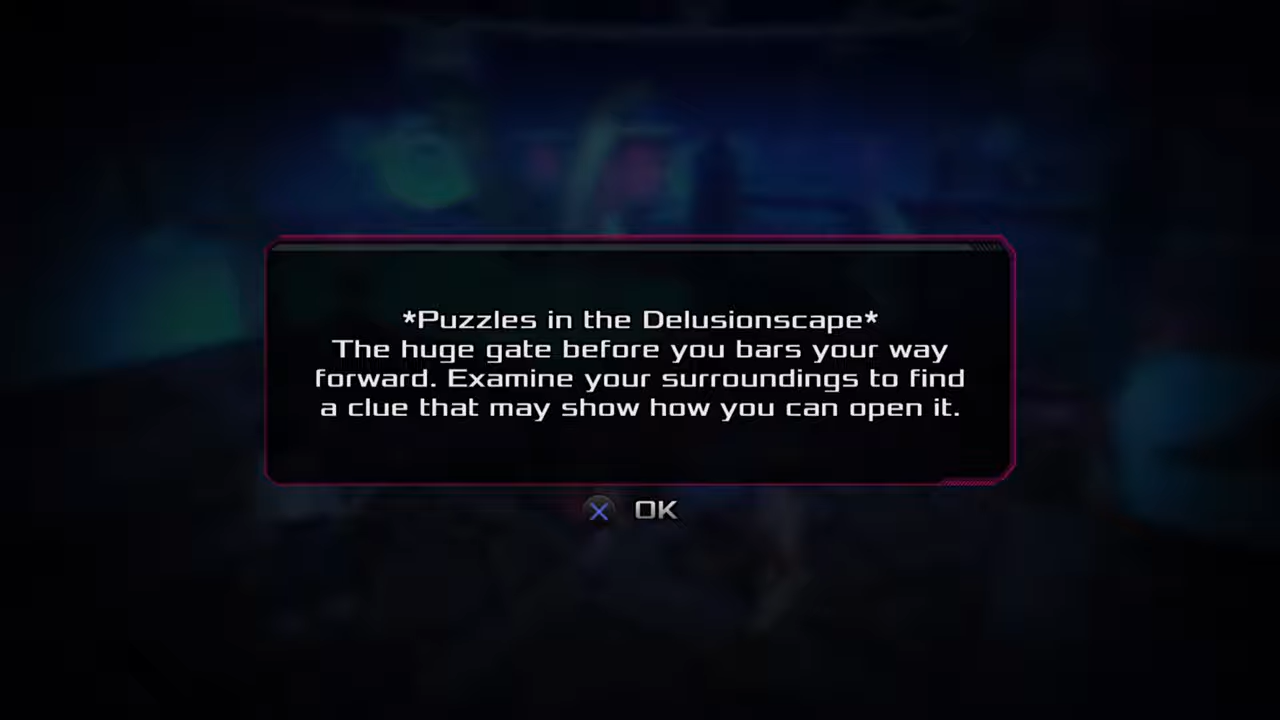 *Puzzles in the Delusionscape*
The huge gate before you bars your way
forward. Examine your surroundings to find
a clue that may show how you can open it.
OK